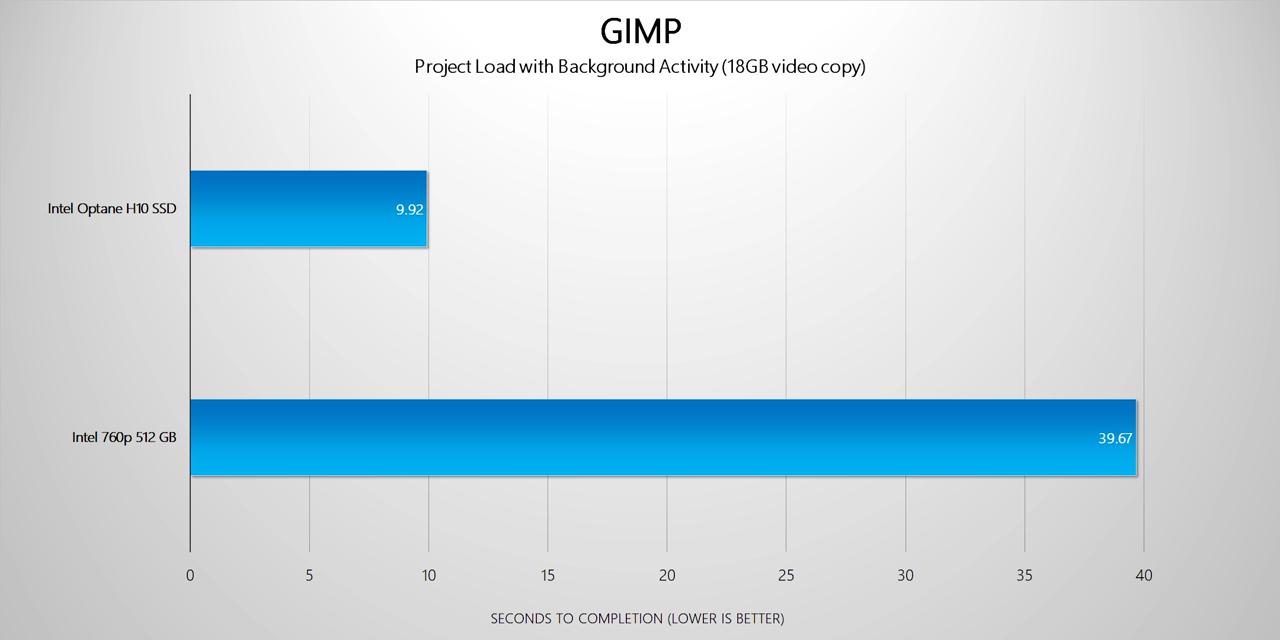 GIMP
Project Load with Background Activity (18GB video copy)
Intel Optane H10 SSD
9.92
Intel 760p 512 GB
39.67
0 5 10 15 20 25 30 35 40
SECONDS TO COMPLETION (LOWER IS BETTER)